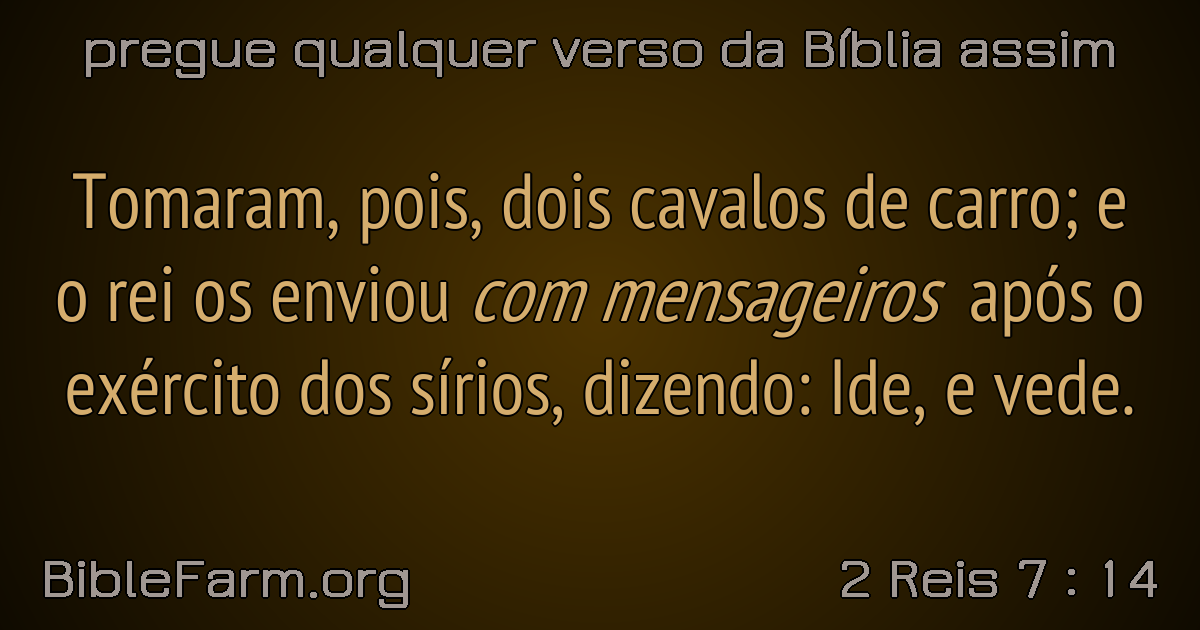 pregue qualquer verso da Bíblia assim
Tomaram, pois, dois cavalos de carro; e
o rei os enviou com mensageiros após o
exército dos sírios, dizendo: Ide, e vede.
BibleFarm.org
2 Reis 7 : 14